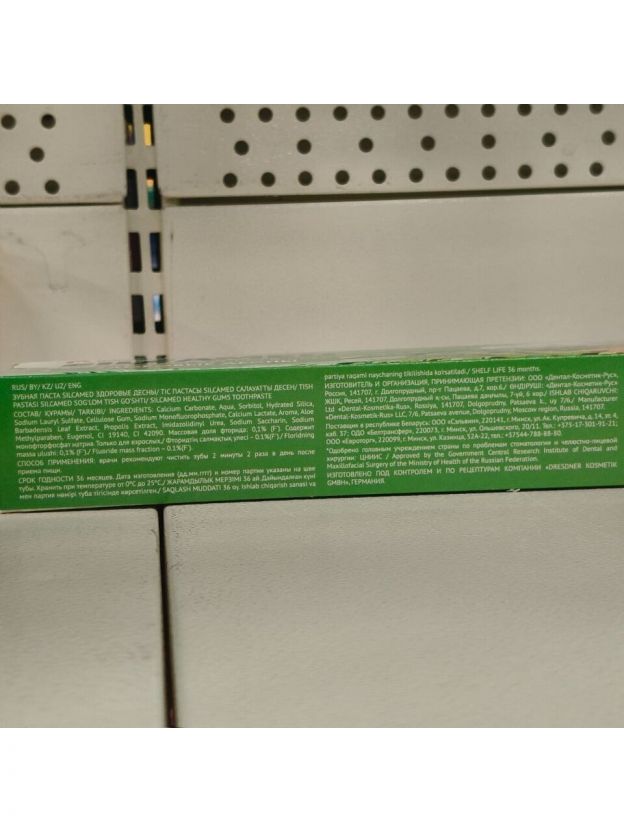 RUS/ BY/ KZ/ UZ/ ENG
ЗУБНАЯ ПАСТА SILCAMED ЗДОРОВЫЕ ДЕСНЫ/ ТІС ПАСТАСЫ SILCAMED САЛАУАТТЫ ДЕСЕН/ TISH
PASTASI SILCAMED SOG'LOM TISH GO'SHTI/ SILCAMED HEALTHY GUMS TOOTHPASTE
СОСТАВ/ ҚҰРАМЫ/ TARKIBI/ INGREDIENTS: Calcium Carbonate, Aqua, Sorbitol, Hydrated Silica,
Sodium Lauryl Sulfate, Cellulose Gum, Sodium Monofluorophosphate, Calcium Lactate, Aroma, Aloe
Barbadensis Leaf Extract, Propolis Extract, Imidazolidinyl Urea, Sodium Saccharin, Sodium
Methylparaben, Eugenol, CI 19140, CI 42090. Массовая доля фторида: 0,1% (F⁻). Содержит
монофторфосфат натрия. Только для взрослых./ Фторидтің салмақтық үлесі – 0,1%(F⁻)./ Floridning
massa ulushi: 0,1%(F⁻)./ Fluoride mass fraction – 0.1%(F⁻).
СПОСОБ ПРИМЕНЕНИЯ: врачи рекомендуют чистить зубы 2 минуты 2 раза в день после
приема пищи.
СРОК ГОДНОСТИ 36 месяцев. Дата изготовления (дд.мм.гггг) и номер партии указаны на шве
тубы. Хранить при температуре от 0°C до 25°C./ ЖАРАМДЫЛЫҚ МЕРЗІМІ 36 ай. Дайындалған күні
мен партия нөмірі туба тігісінде көрсетілген./ SAQLASH MUDDATI 36 oy. Ishlab chiqarish sanasi va
partiya raqami naychaning tikilishida ko'rsatiladi./ SHELF LIFE 36 months.
ИЗГОТОВИТЕЛЬ И ОРГАНИЗАЦИЯ, ПРИНИМАЮЩАЯ ПРЕТЕНЗИИ: ООО «Дентал-Косметик-Рус»
Россия, 141707, г. Долгопрудный, пр-т Пацаева, д.7, кор.6./ ӨНДІРУШІ: «Дентал-Косметик-Рус»
ЖШҚ, Ресей, 141707, Долгопрудный қ-сы, Пацаева даңғылы, 7-үй, 6 кор./ ISHLAB CHIQARUVCHI:
«Dental-Kosmetika-Rus», Rossiya, 141707, Dolgoprudniy, Patsaeva b., uy 7/6./ Manufacturer
Ltd «Dental-Kosmetika-Rus» LLC, 7/6, Patsaeva avenue, Dolgoprudny, Moscow region, Russia, 141707.
Поставщик в республику Беларусь: ООО «Сэльвин», 220141, г. Минск, ул. Ак. Купревича, д. 14, эт. 4,
каб. 37; ОДО «Белтрансфер», 220073, г. Минск, ул. Ольшевского, 20/11. Тел.: +375-17-301-91-21;
ООО «Евроторг», 220099, г. Минск, ул. Казинца, 52А-22, тел.: +37544-788-88-80.
*Одобрено головным учреждением по проблемам стоматологии и челюстно-лицевой
хирургии: ЦНИИС / Approved by the Government Central Research Institute of Dental and
Maxillofacial Surgery of the Ministry of Health of the Russian Federation.
ИЗГОТОВЛЕНО ПОД КОНТРОЛЕМ И ПО РЕЦЕПТУРАМ КОМПАНИИ «DRESDNER KOSMETIK
GMBH», ГЕРМАНИЯ.